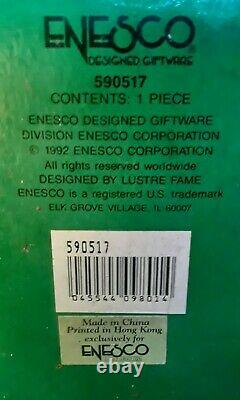 ENESCO®
DESIGNED GIFTWARE
590517
CONTENTS: 1 PIECE
ENESCO DESIGNED GIFTWARE
DIVISION ENESCO CORPORATION
© 1992 ENESCO CORPORATION
All rights reserved worldwide
DESIGNED BY LUSTRE FAME
ENESCO is a registered U.S. trademark
ELK GROVE VILLAGE, IL 60007
590517
045544 098014
Made in China
Printed in Hong Kong
exclusively for
ENESCO